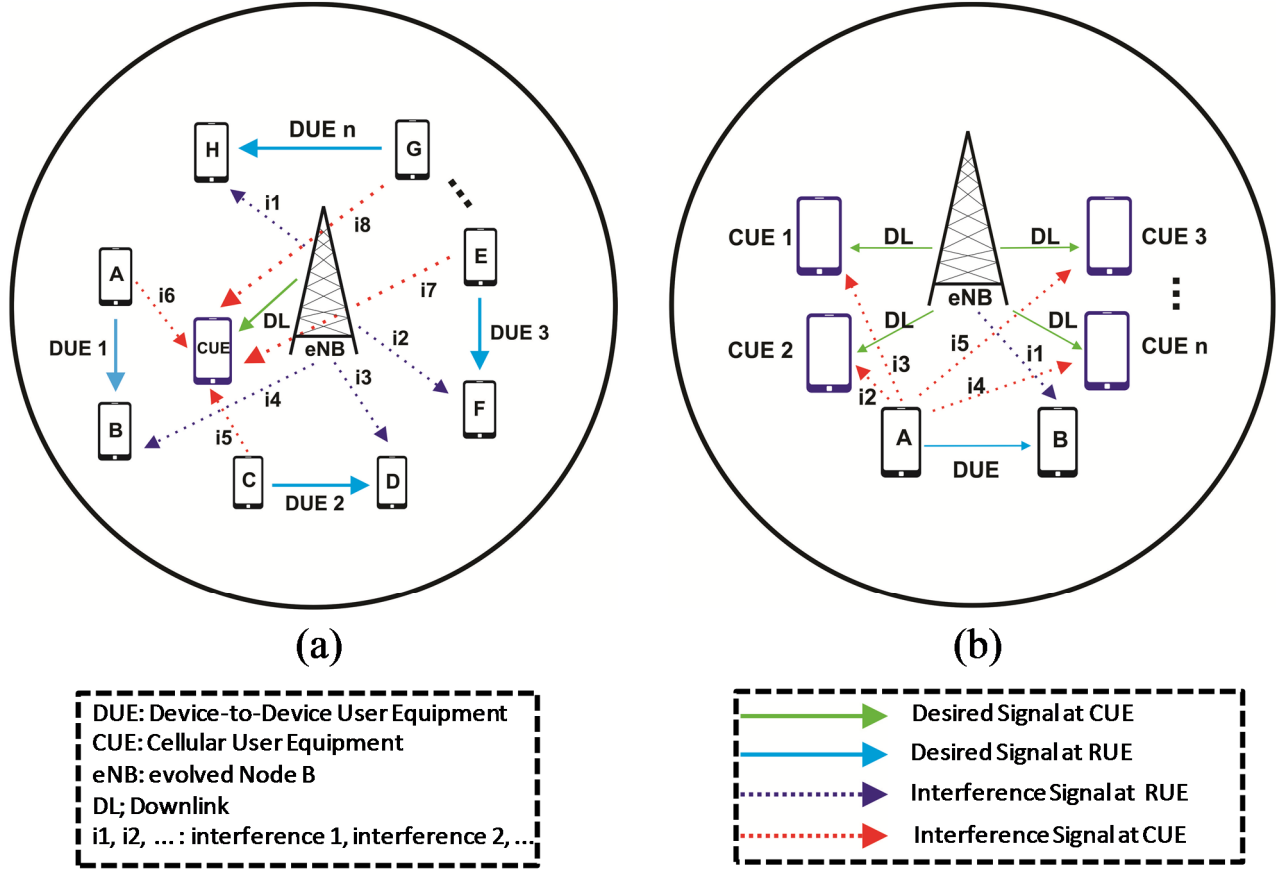 DUE n
H
G
i1
i8
E
A
i6
i7
DL
CUE
DUE 1
DUE 3
i2
eNB
i3
i4
F
B
i5
C
D
DUE 2
(a)
CUE 1
DL
DL
CUE 3
eNB
DL
DL
CUE 2
CUE n
i3
i5
i1
i2
i4
A
B
DUE
(b)
DUE: Device-to-Device User Equipment
CUE: Cellular User Equipment
eNB: evolved Node B
DL; Downlink
i1, i2, ... : interference 1, interference 2, ...
Desired Signal at CUE
Desired Signal at RUE
Interference Signal at RUE
Interference Signal at CUE